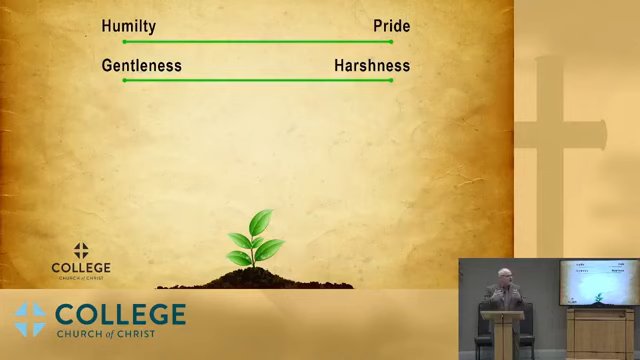 Humilty Pride
Gentleness Harshness
COLLEGE
CHURCH of CHRIST
COLLEGE
CHURCH of CHRIST